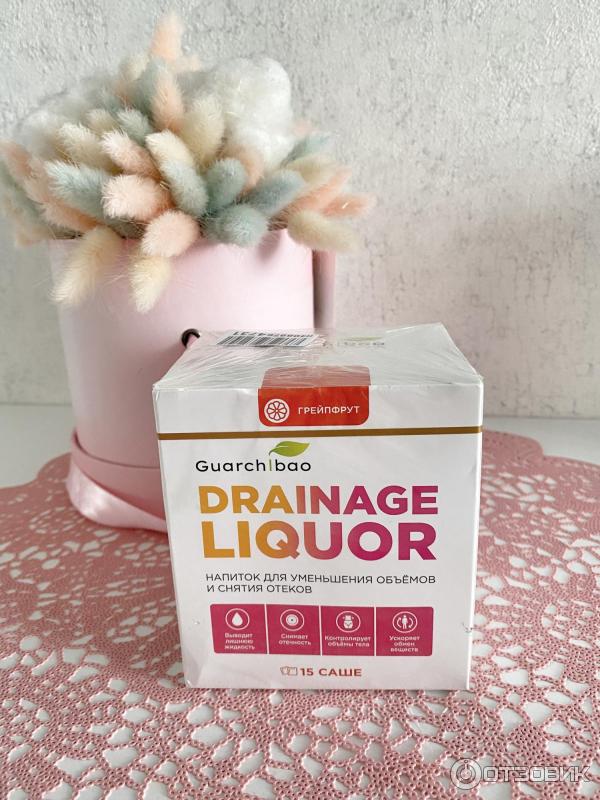 ГРЕЙПФРУТ
Guarchibao
DRAINAGE
LIQUOR
НАПИТОК ДЛЯ УМЕНЬШЕНИЯ ОБЪЁМОВ
И СНЯТИЯ ОТЕКОВ
Выводит
лишнюю
жидкость
Снимает
отечность
Контролирует
объёмы тела
Ускоряет
обмен
веществ
15 САШЕ
ОТЗОВИК